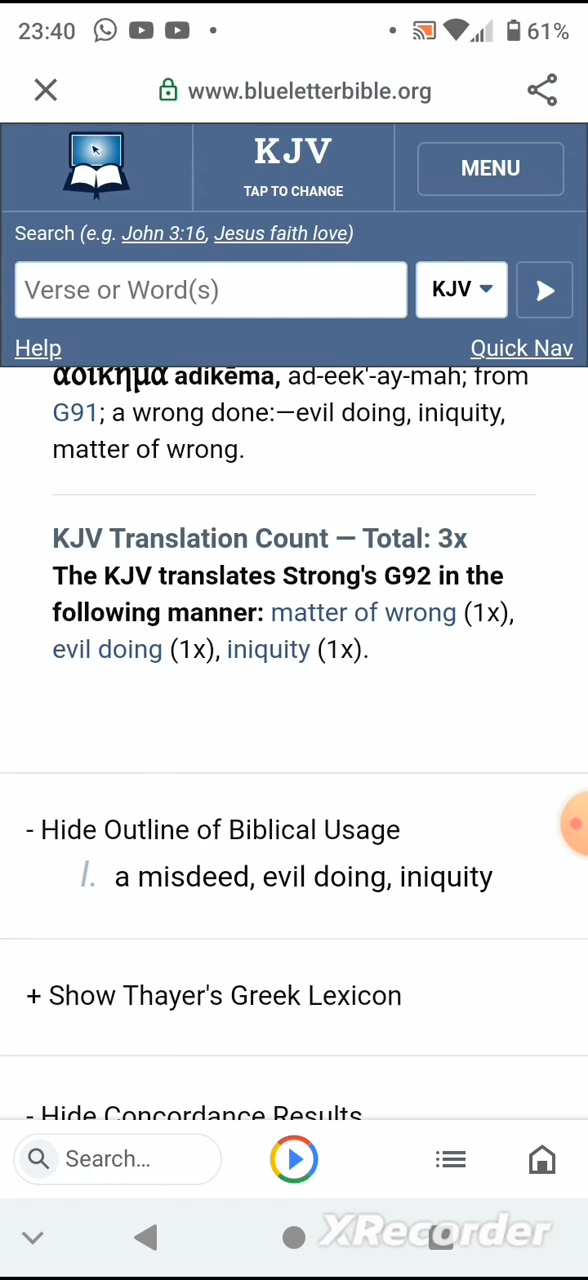 23:40 61%
www.blueletterbible.org
KJV
TAP TO CHANGE
MENU
Search (e.g. John 3:16, Jesus faith love)
Verse or Word(s) KJV
Help Quick Nav
ἀδίκημα adikēma, ad-eek'-ay-mah; from
G91; a wrong done:—evil doing, iniquity,
matter of wrong.
KJV Translation Count — Total: 3x
The KJV translates Strong's G92 in the
following manner: matter of wrong (1x),
evil doing (1x), iniquity (1x).
- Hide Outline of Biblical Usage
I. a misdeed, evil doing, iniquity
+ Show Thayer's Greek Lexicon
- Hide Concordance Results
Search...
XRecorder